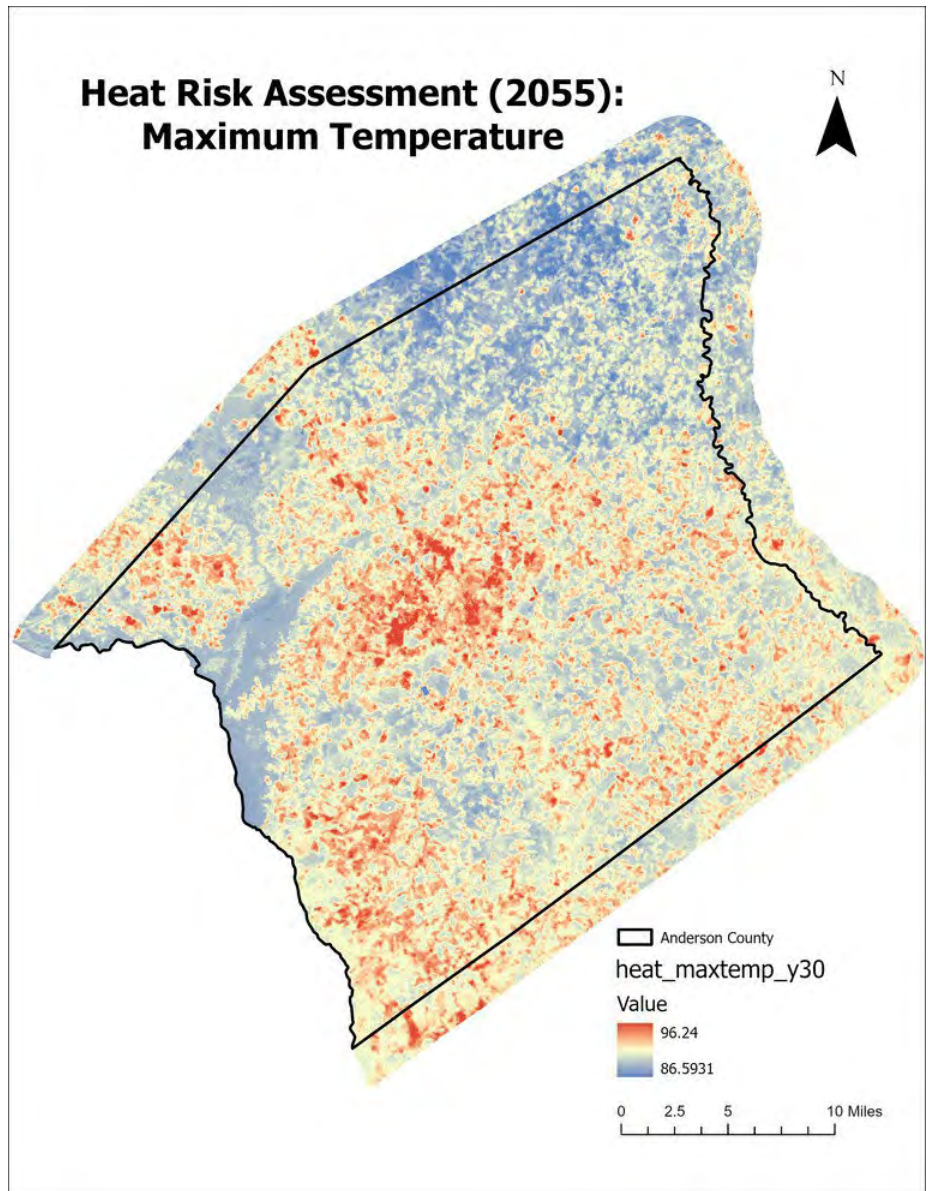 Heat Risk Assessment (2055):
Maximum Temperature
N
Anderson County
heat_maxtemp_y30
Value
96.24
86.5931
0 2.5 5 10 Miles